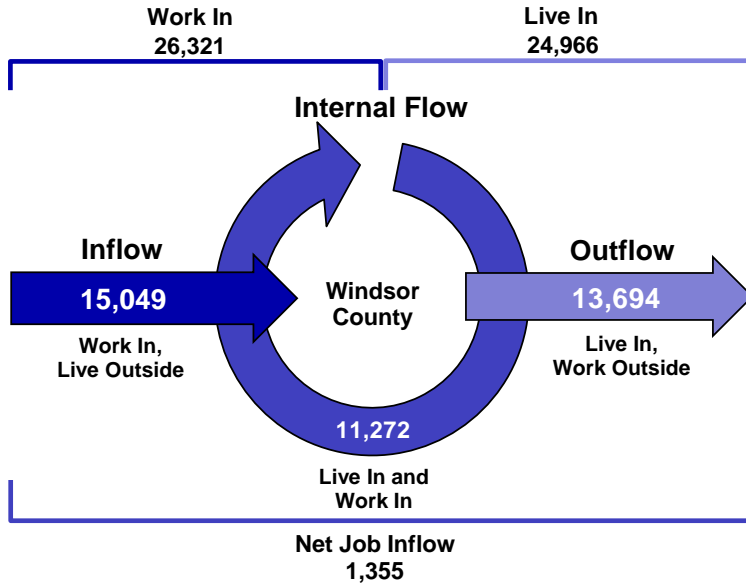 Work In
26,321
Live In
24,966
Internal Flow
Inflow
15,049
Work In,
Live Outside
Windsor
County
Outflow
13,694
Live In,
Work Outside
11,272
Live In and
Work In
Net Job Inflow
1,355